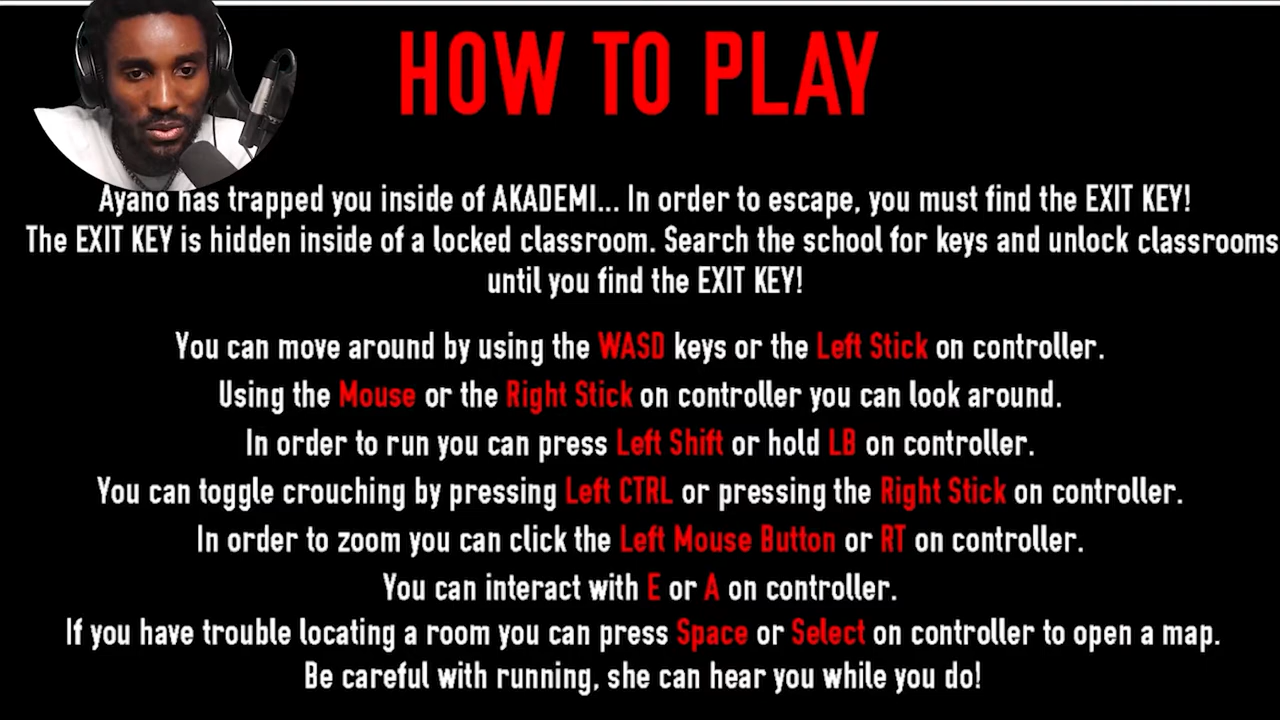 HOW TO PLAY
Ayano has trapped you inside of AKADEMI... In order to escape, you must find the EXIT KEY!
The EXIT KEY is hidden inside of a locked classroom. Search the school for keys and unlock classrooms
until you find the EXIT KEY!
You can move around by using the WASD keys or the Left Stick on controller.
Using the Mouse or the Right Stick on controller you can look around.
In order to run you can press Left Shift or hold LB on controller.
You can toggle crouching by pressing Left CTRL or pressing the Right Stick on controller.
In order to zoom you can click the Left Mouse Button or RT on controller.
You can interact with E or A on controller.
If you have trouble locating a room you can press Space or Select on controller to open a map.
Be careful with running, she can hear you while you do!